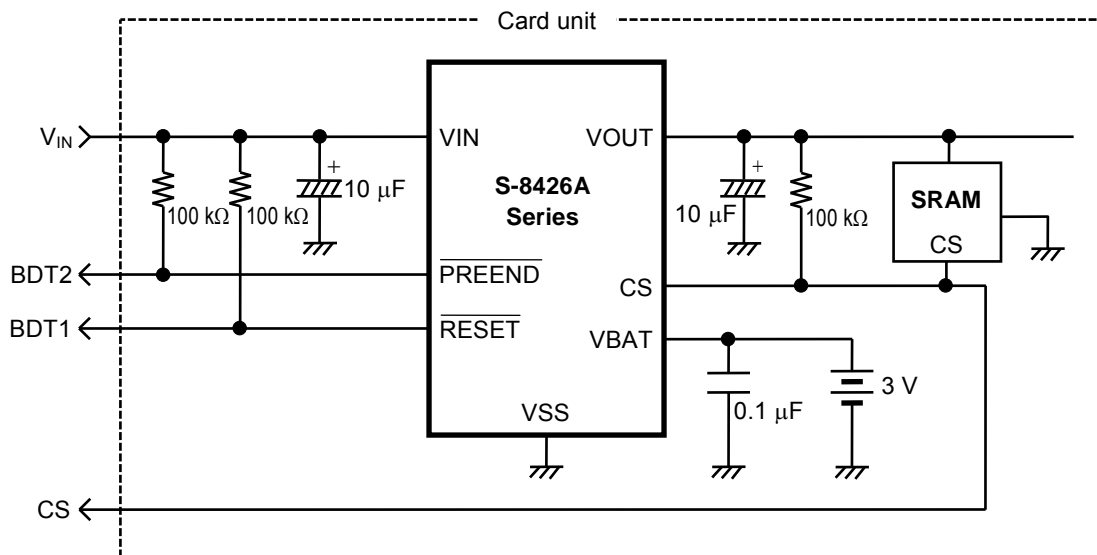 Card unit
V_IN
VIN
VOUT
S-8426A
Series
+
10 μF
100 kΩ
100 kΩ
+
10 μF
100 kΩ
SRAM
CS
BDT2
PREEND
CS
BDT1
RESET
VBAT
0.1 μF
3 V
VSS
CS